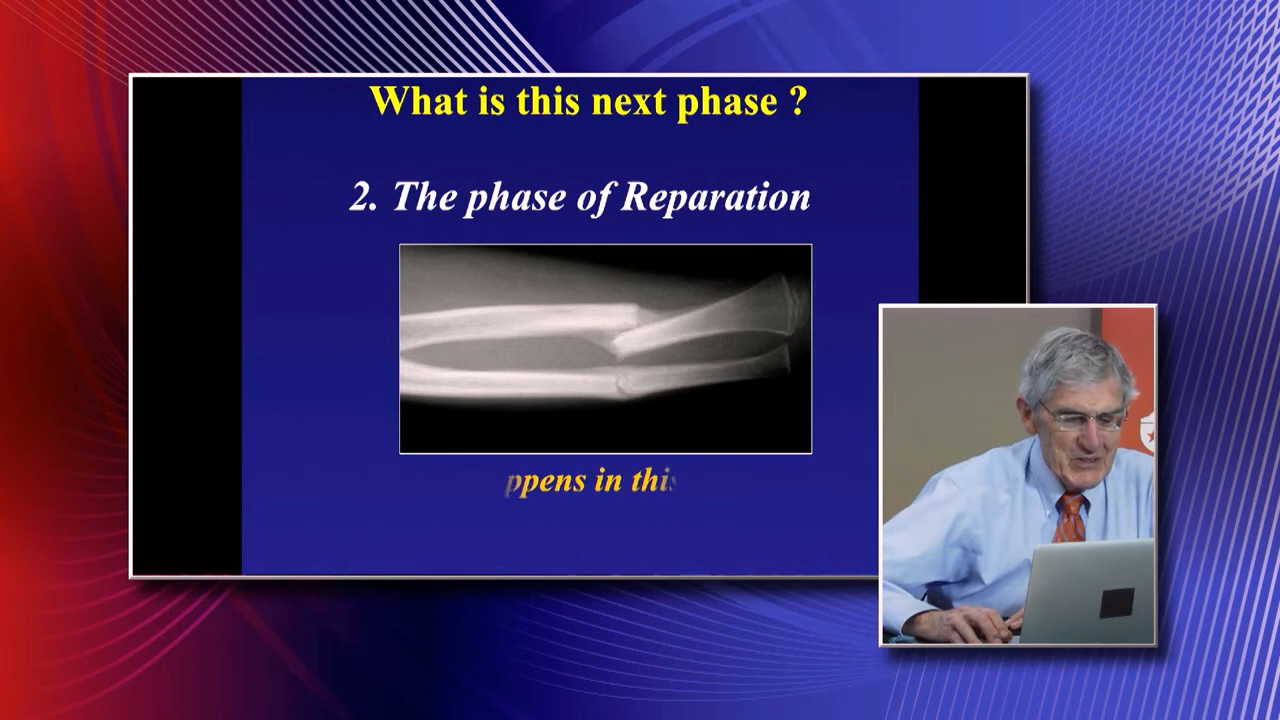 What is this next phase ?
2. The phase of Reparation
ppens in this